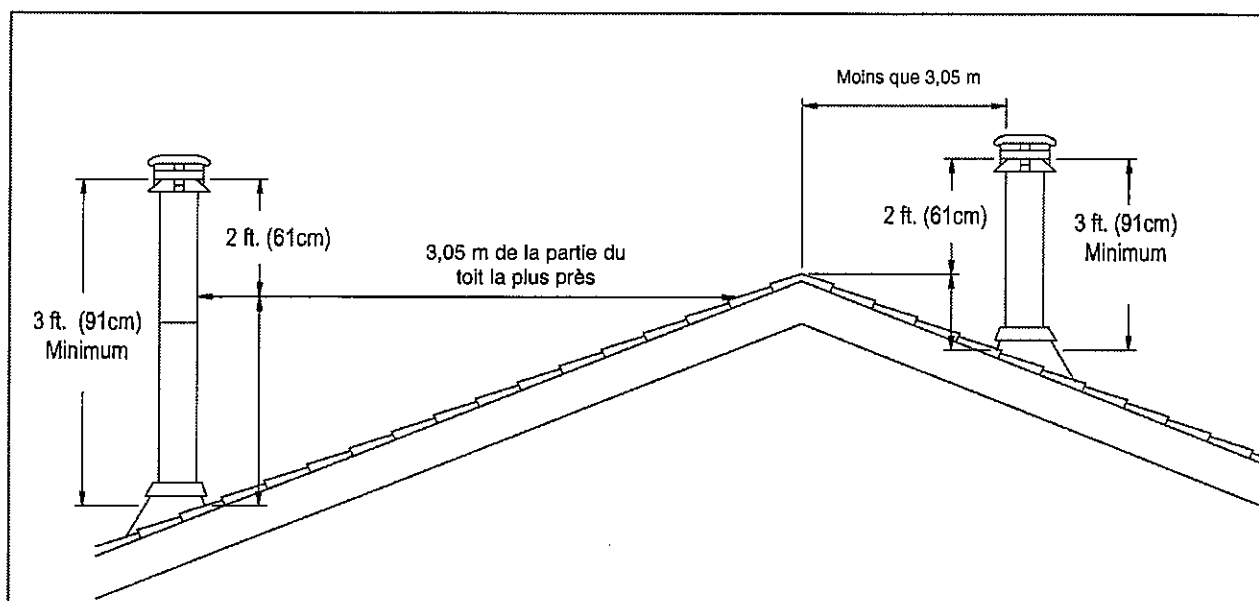 Moins que 3,05 m
2 ft. (61cm)
3,05 m de la partie du
toit la plus près
3 ft. (91cm)
Minimum
2 ft. (61cm)
3 ft. (91cm)
Minimum